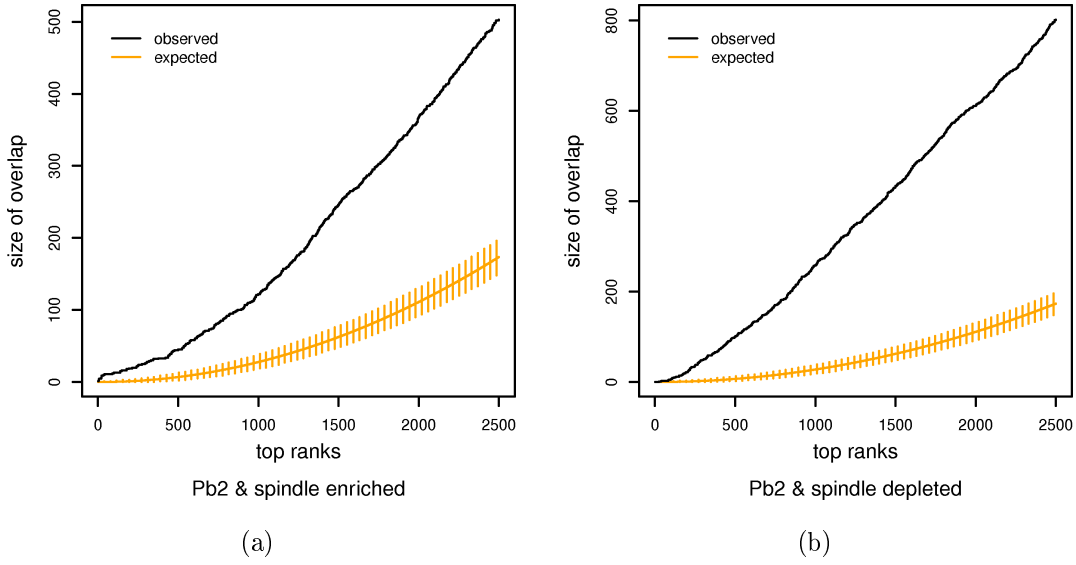 observed
expected
size of overlap
500
400
300
200
100
0
0 500 1000 1500 2000 2500
top ranks
Pb2 & spindle enriched
(a)
observed
expected
size of overlap
800
600
400
200
0
0 500 1000 1500 2000 2500
top ranks
Pb2 & spindle depleted
(b)